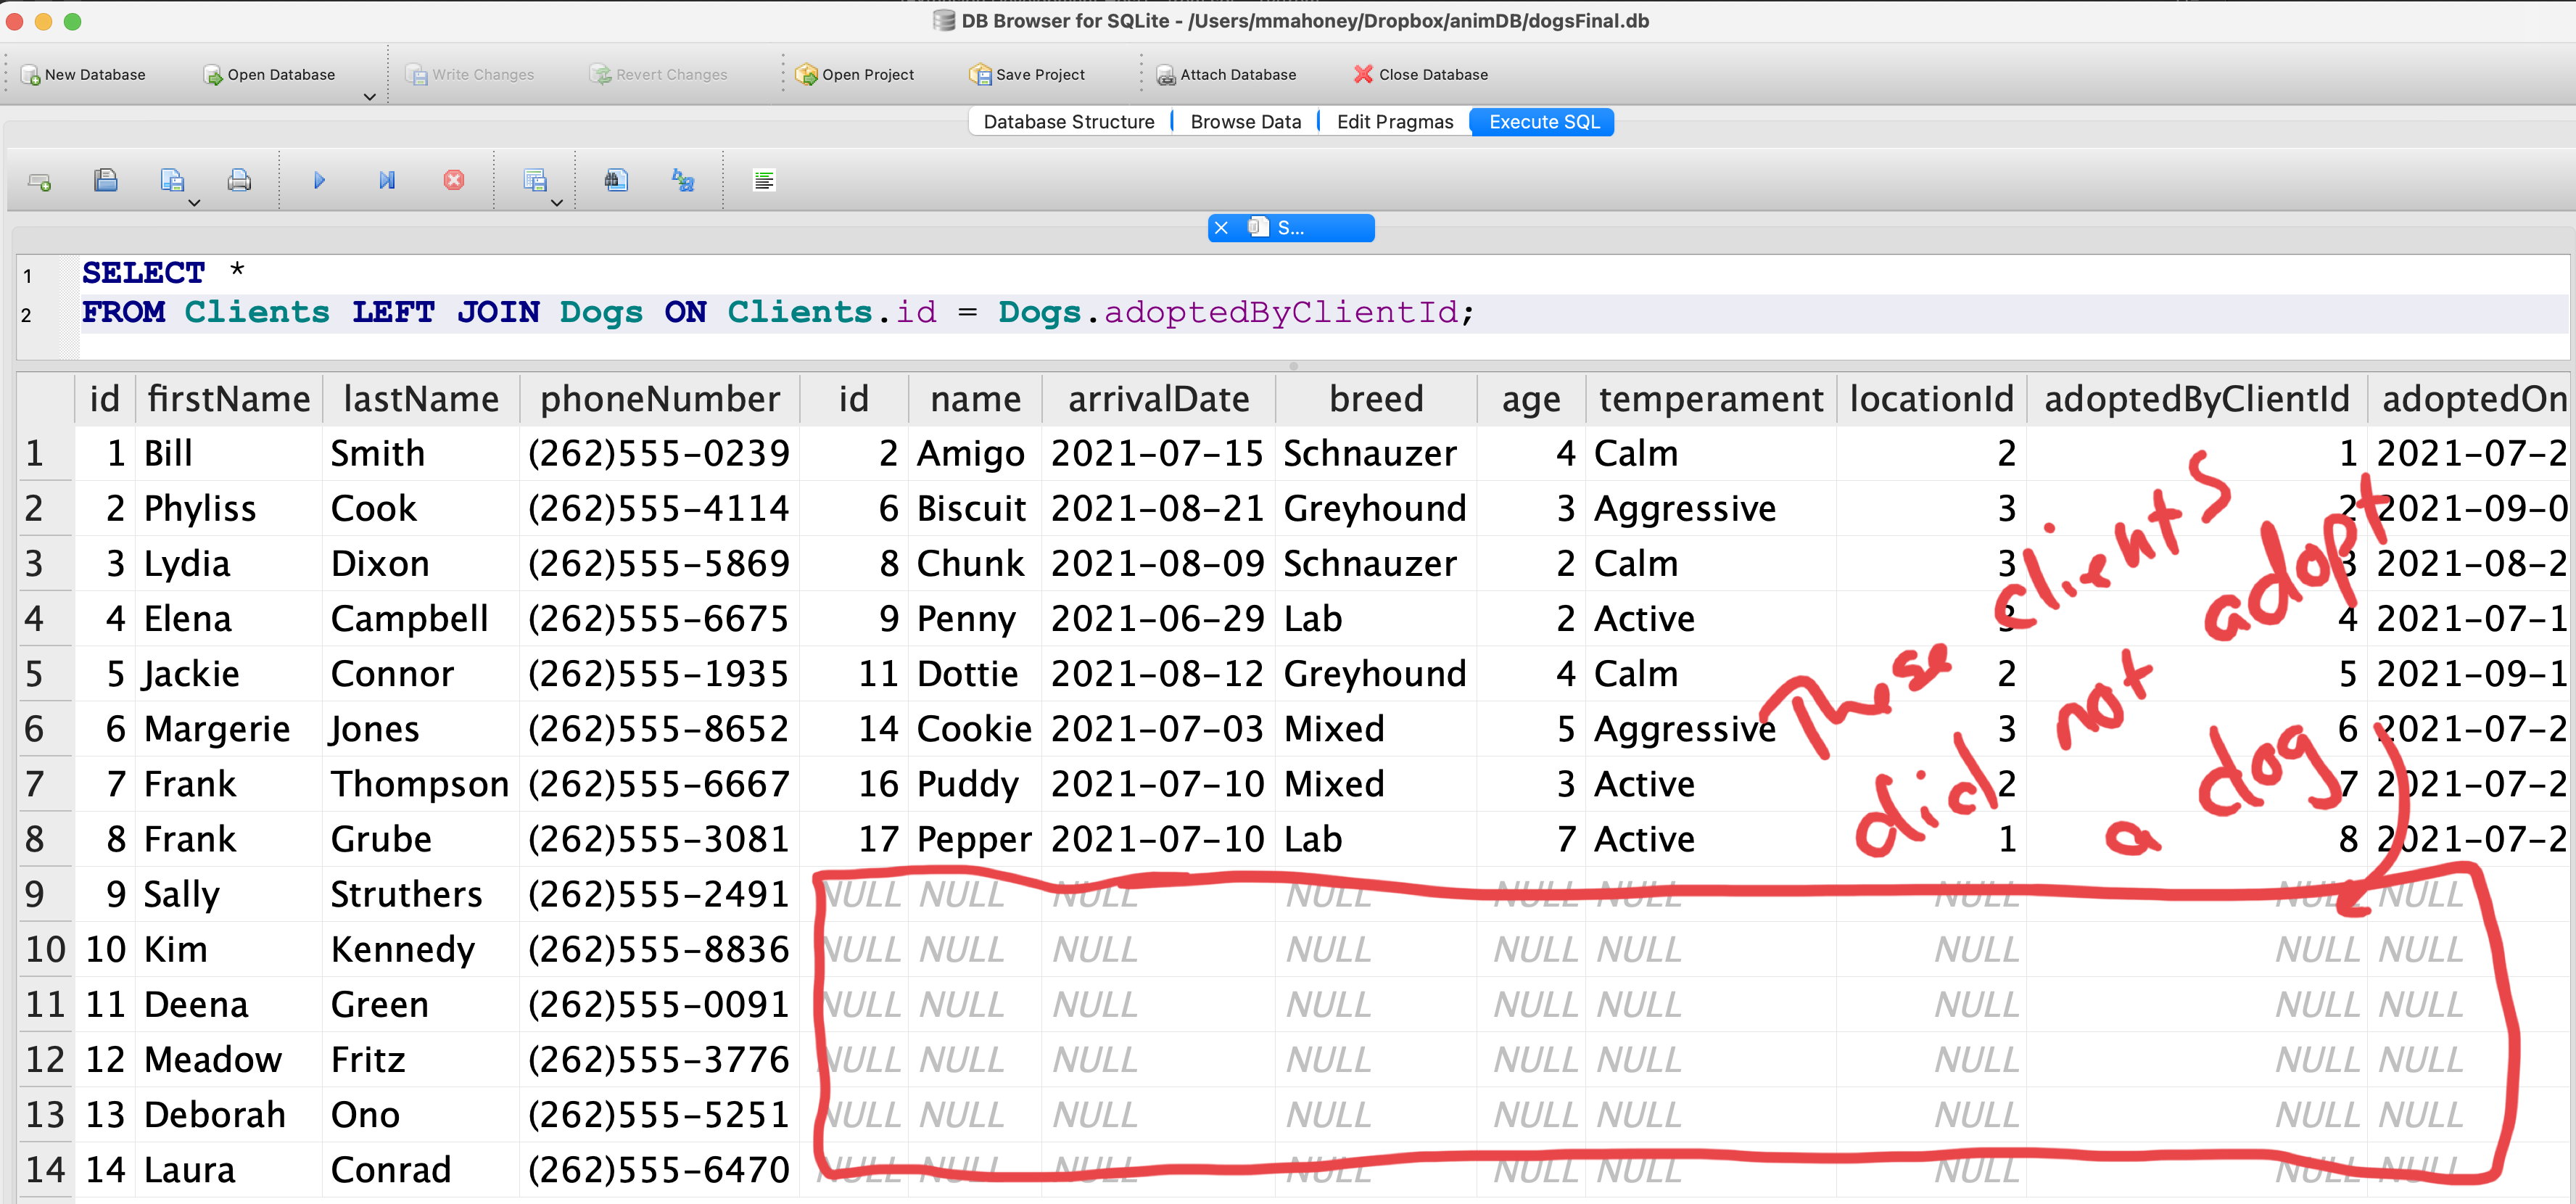 DB Browser for SQLite - /Users/mmahoney/Dropbox/animDB/dogsFinal.db
New Database Open Database Write Changes Revert Changes Open Project Save Project Attach Database Close Database
Database Structure Browse Data Edit Pragmas Execute SQL
S...
1 SELECT *
2 FROM Clients LEFT JOIN Dogs ON Clients.id = Dogs.adoptedByClientId;
id firstName lastName phoneNumber id name arrivalDate breed age temperament locationId adoptedByClientId adoptedOn
1 1 Bill Smith (262)555-0239 2 Amigo 2021-07-15 Schnauzer 4 Calm 2 1 2021-07-2
2 2 Phyliss Cook (262)555-4114 6 Biscuit 2021-08-21 Greyhound 3 Aggressive 3 2 2021-09-0
3 3 Lydia Dixon (262)555-5869 8 Chunk 2021-08-09 Schnauzer 2 Calm 3 3 2021-08-2
4 4 Elena Campbell (262)555-6675 9 Penny 2021-06-29 Lab 2 Active 3 4 2021-07-1
5 5 Jackie Connor (262)555-1935 11 Dottie 2021-08-12 Greyhound 4 Calm 2 5 2021-09-1
6 6 Margerie Jones (262)555-8652 14 Cookie 2021-07-03 Mixed 5 Aggressive 3 6 2021-07-2
7 7 Frank Thompson (262)555-6667 16 Puddy 2021-07-10 Mixed 3 Active 2 7 2021-07-2
8 8 Frank Grube (262)555-3081 17 Pepper 2021-07-10 Lab 7 Active 1 8 2021-07-2
9 9 Sally Struthers (262)555-2491 NULL NULL NULL NULL NULL NULL NULL NULL NULL
10 10 Kim Kennedy (262)555-8836 NULL NULL NULL NULL NULL NULL NULL NULL NULL
11 11 Deena Green (262)555-0091 NULL NULL NULL NULL NULL NULL NULL NULL NULL
12 12 Meadow Fritz (262)555-3776 NULL NULL NULL NULL NULL NULL NULL NULL NULL
13 13 Deborah Ono (262)555-5251 NULL NULL NULL NULL NULL NULL NULL NULL NULL
14 14 Laura Conrad (262)555-6470 NULL NULL NULL NULL NULL NULL NULL NULL NULL
These clients
did not adopt
a dog